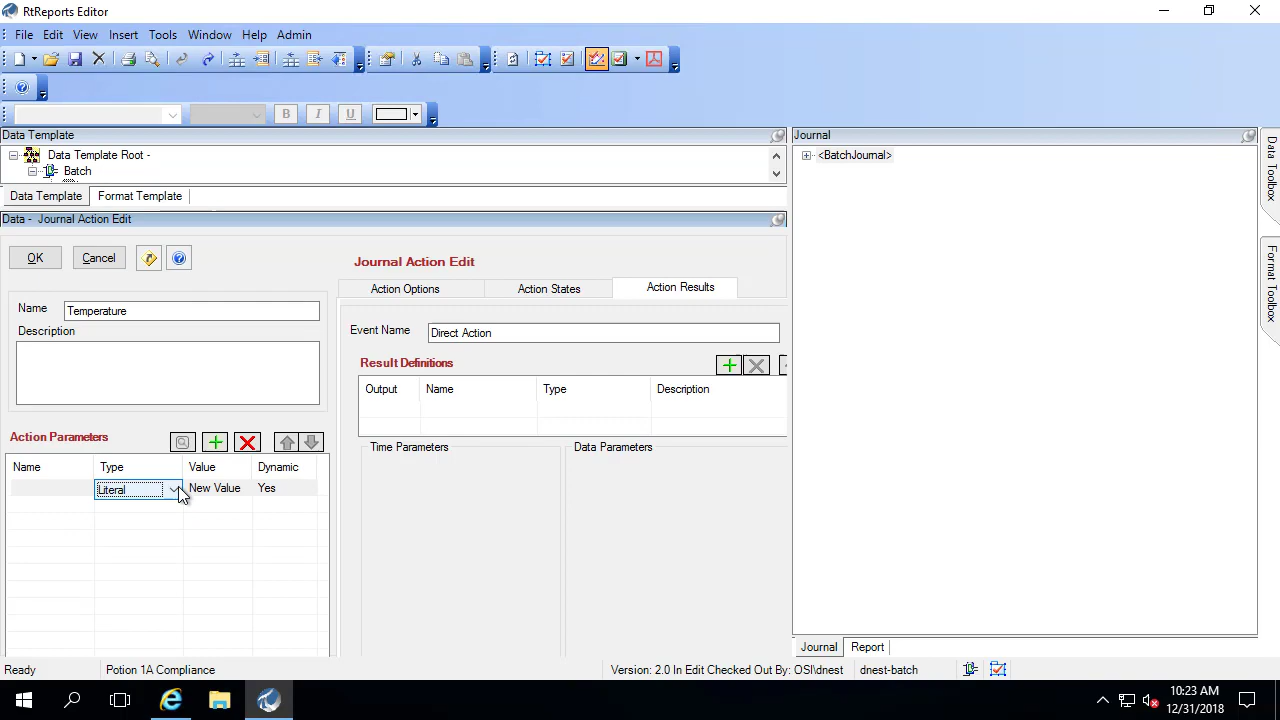 RtReports Editor
File Edit View Insert Tools Window Help Admin
B I U
Data Template
Journal
Data Template Root -
<BatchJournal>
Batch
Data Template Format Template
Data - Journal Action Edit
OK Cancel
Journal Action Edit
Action Options Action States Action Results
Name Temperature
Event Name Direct Action
Description
Result Definitions
Output Name Type Description
Action Parameters
Time Parameters Data Parameters
Name Type Value Dynamic
Literal New Value Yes
Data Toolbox
Format Toolbox
Journal Report
Ready Potion 1A Compliance Version: 2.0 In Edit Checked Out By: OSI\dnest dnest-batch
10:23 AM
12/31/2018